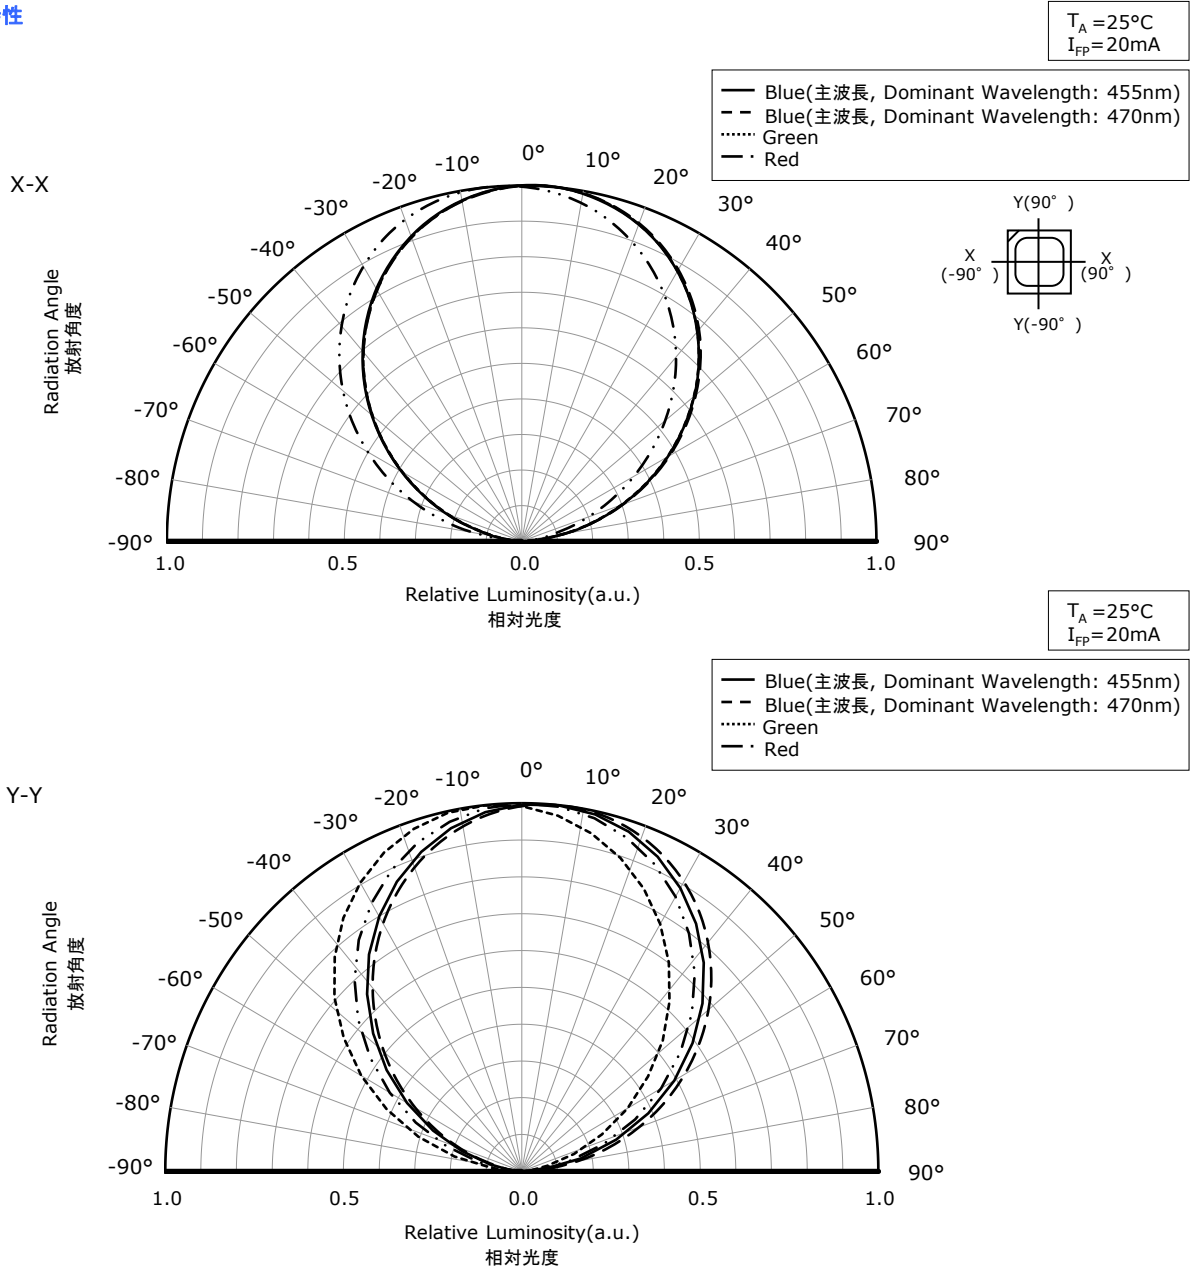 性
T_A =25°C
I_FP=20mA
Blue(主波長, Dominant Wavelength: 455nm)
Blue(主波長, Dominant Wavelength: 470nm)
Green
Red
X-X
-90°
-80°
-70°
-60°
-50°
-40°
-30°
-20°
-10°
0°
10°
20°
30°
40°
50°
60°
70°
80°
90°
Y(90°)
X
(-90°)
X
(90°)
Y(-90°)
Radiation Angle
放射角度
1.0
0.5
0.0
0.5
1.0
Relative Luminosity(a.u.)
相対光度
T_A =25°C
I_FP=20mA
Blue(主波長, Dominant Wavelength: 455nm)
Blue(主波長, Dominant Wavelength: 470nm)
Green
Red
Y-Y
-90°
-80°
-70°
-60°
-50°
-40°
-30°
-20°
-10°
0°
10°
20°
30°
40°
50°
60°
70°
80°
90°
Radiation Angle
放射角度
1.0
0.5
0.0
0.5
1.0
Relative Luminosity(a.u.)
相対光度